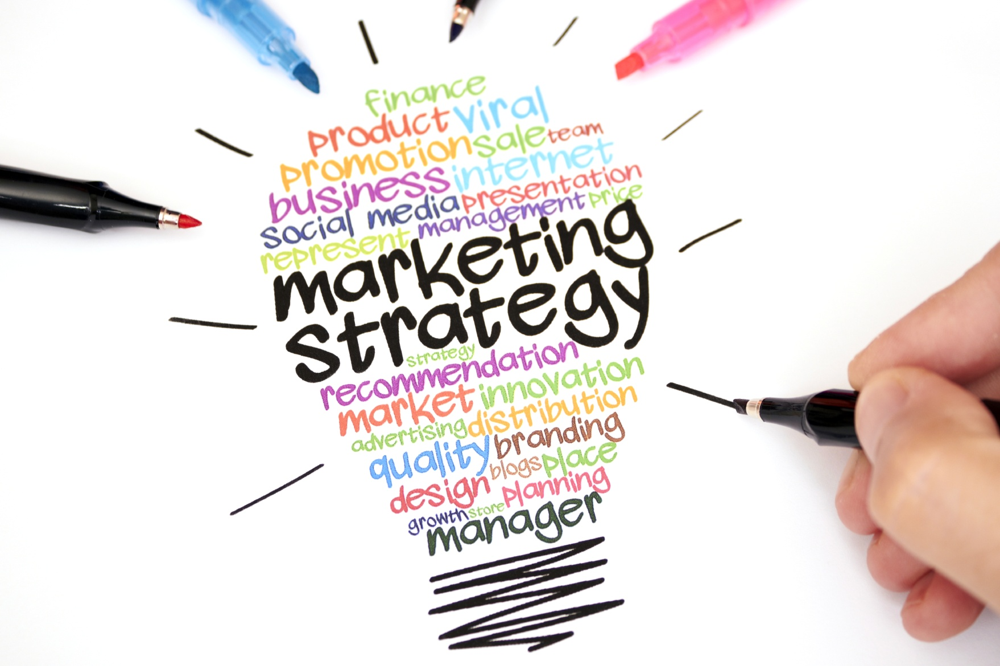 finance
product viral
promotion sale team
business internet
social media presentation
represent management price
marketing
strategy
strategy
recommendation
market innovation
advertising distribution
quality branding
blogs place
design planning
growth store
manager